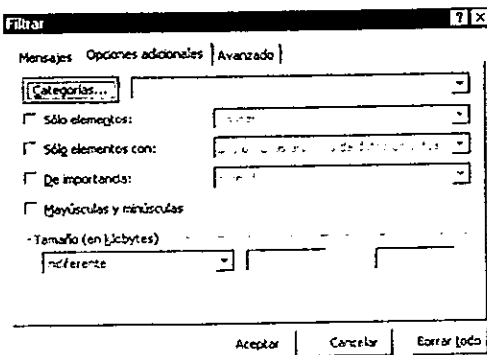 Filtrar
Mensajes Opciones adicionales Avanzado
Categorías...
Sólo elementos:
Sólo elementos con:
De importancia:
Mayúsculas y minúsculas
Tamaño (en kilobytes)
Indiferente
Aceptar Cancelar Borrar todo